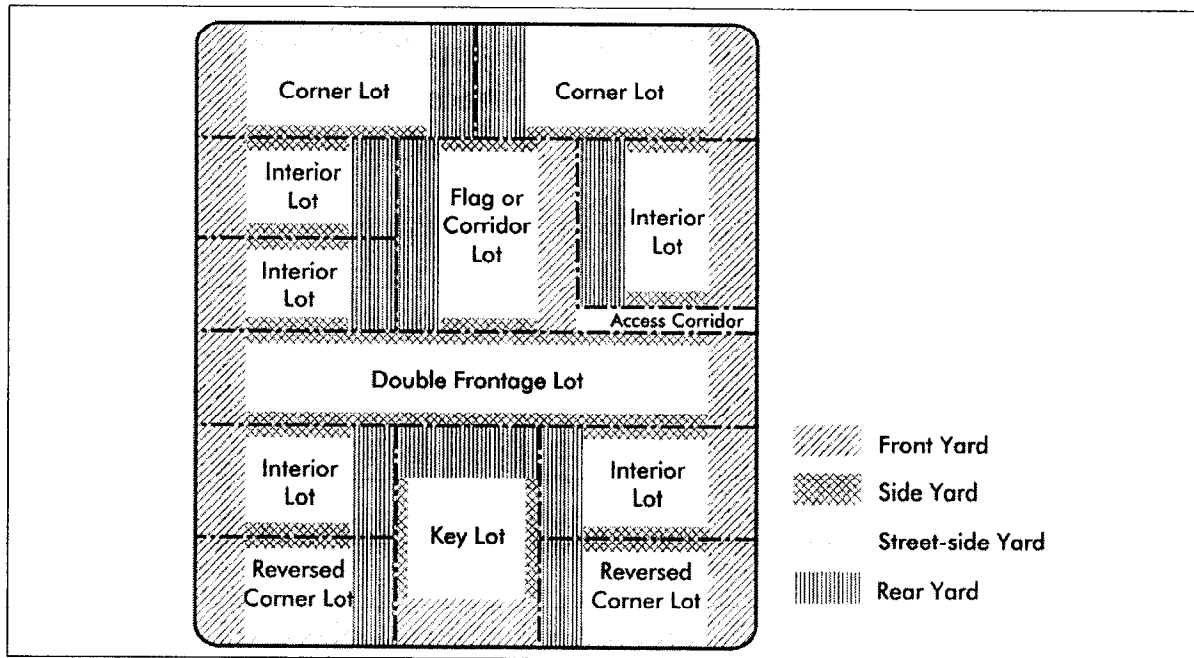 Corner Lot
Corner Lot
Interior
Lot
Flag or
Corridor
Lot
Interior
Lot
Interior
Lot
Access Corridor
Double Frontage Lot
Interior
Lot
Key Lot
Interior
Lot
Reversed
Corner Lot
Reversed
Corner Lot
Front Yard
Side Yard
Street-side Yard
Rear Yard